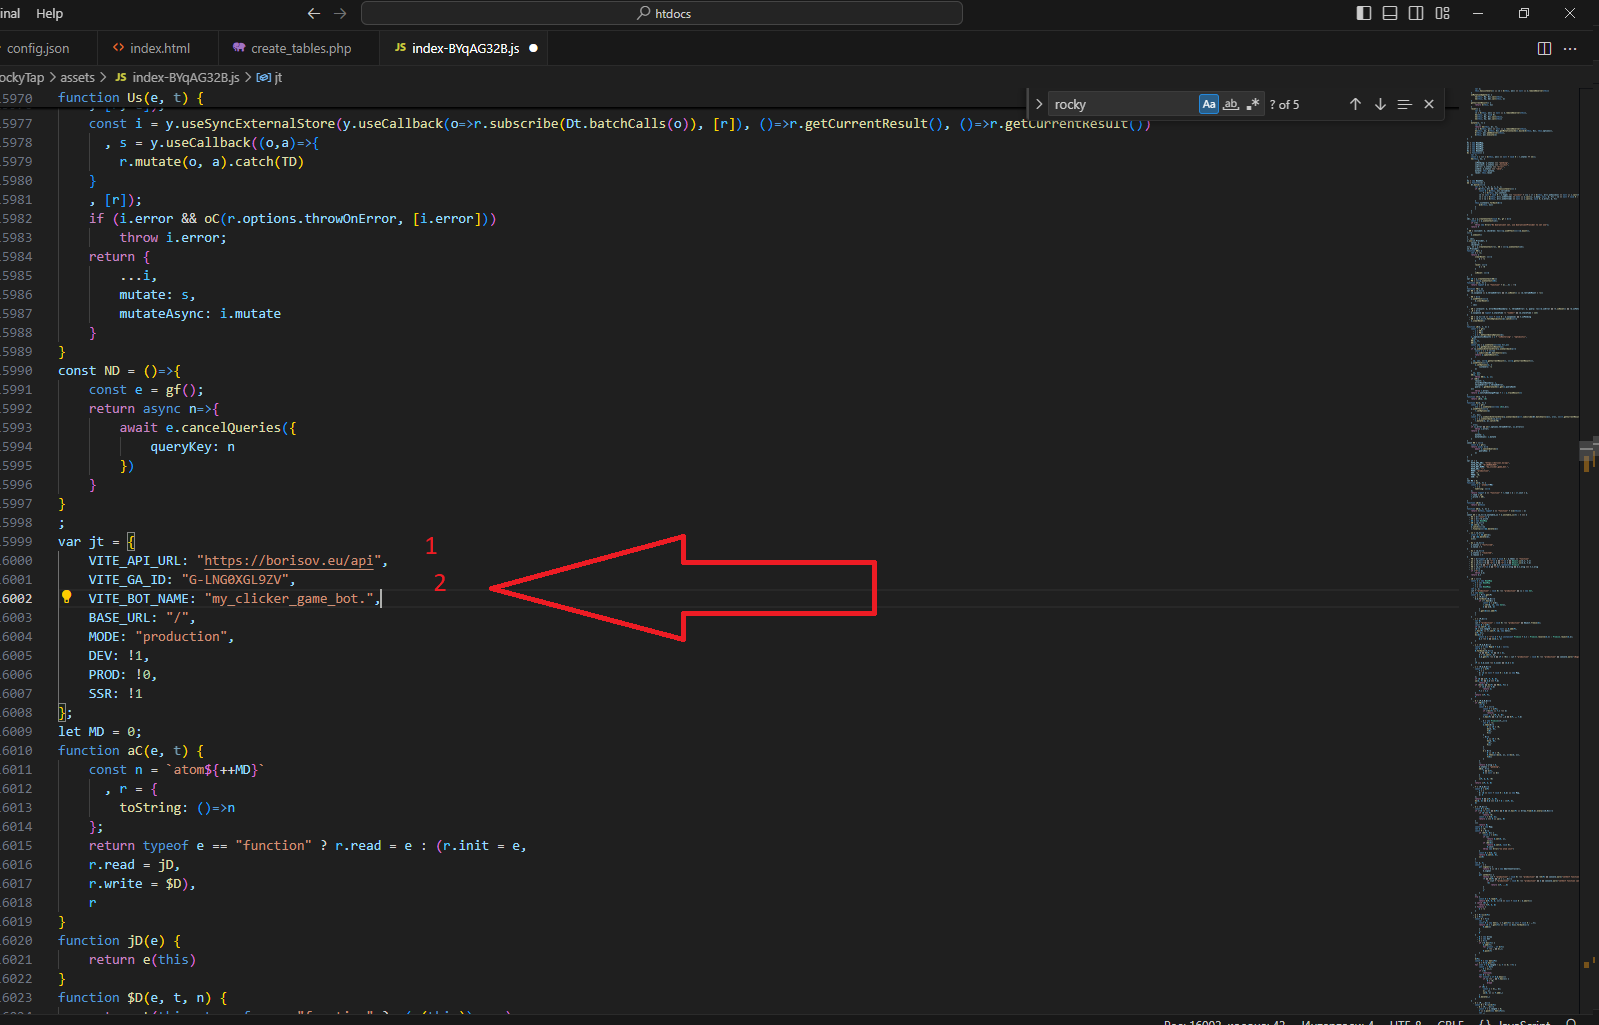 nal Help htdocs
config.json <> index.html create_tables.php JS index-BYqAG32B.js ●
ockyTap > assets > JS index-BYqAG32B.js > jt
rocky Aa ab ? of 5
5970 function Us(e, t) {
5977 const i = y.useSyncExternalStore(y.useCallback(o=>r.subscribe(Dt.batchCalls(o)), [r]), ()=>r.getCurrentResult(), ()=>r.getCurrentResult())
5978 , s = y.useCallback((o,a)=>{
5979 r.mutate(o, a).catch(TD)
5980 }
5981 , [r]);
5982 if (i.error && oC(r.options.throwOnError, [i.error]))
5983 throw i.error;
5984 return {
5985 ...i,
5986 mutate: s,
5987 mutateAsync: i.mutate
5988 }
5989 }
5990 const ND = ()=>{
5991 const e = gf();
5992 return async n=>{
5993 await e.cancelQueries({
5994 queryKey: n
5995 })
5996 }
5997 }
5998 ;
5999 var jt = {
6000 VITE_API_URL: "https://borisov.eu/api", 1
6001 VITE_GA_ID: "G-LNG0XGL9ZV", 2
6002 VITE_BOT_NAME: "my_clicker_game_bot.",
6003 BASE_URL: "/",
6004 MODE: "production",
6005 DEV: !1,
6006 PROD: !0,
6007 SSR: !1
6008 };
6009 let MD = 0;
6010 function aC(e, t) {
6011 const n = `atom${++MD}`
6012 , r = {
6013 toString: ()=>n
6014 };
6015 return typeof e == "function" ? r.read = e : (r.init = e,
6016 r.read = jD,
6017 r.write = $D),
6018 r
6019 }
6020 function jD(e) {
6021 return e(this)
6022 }
6023 function $D(e, t, n) {